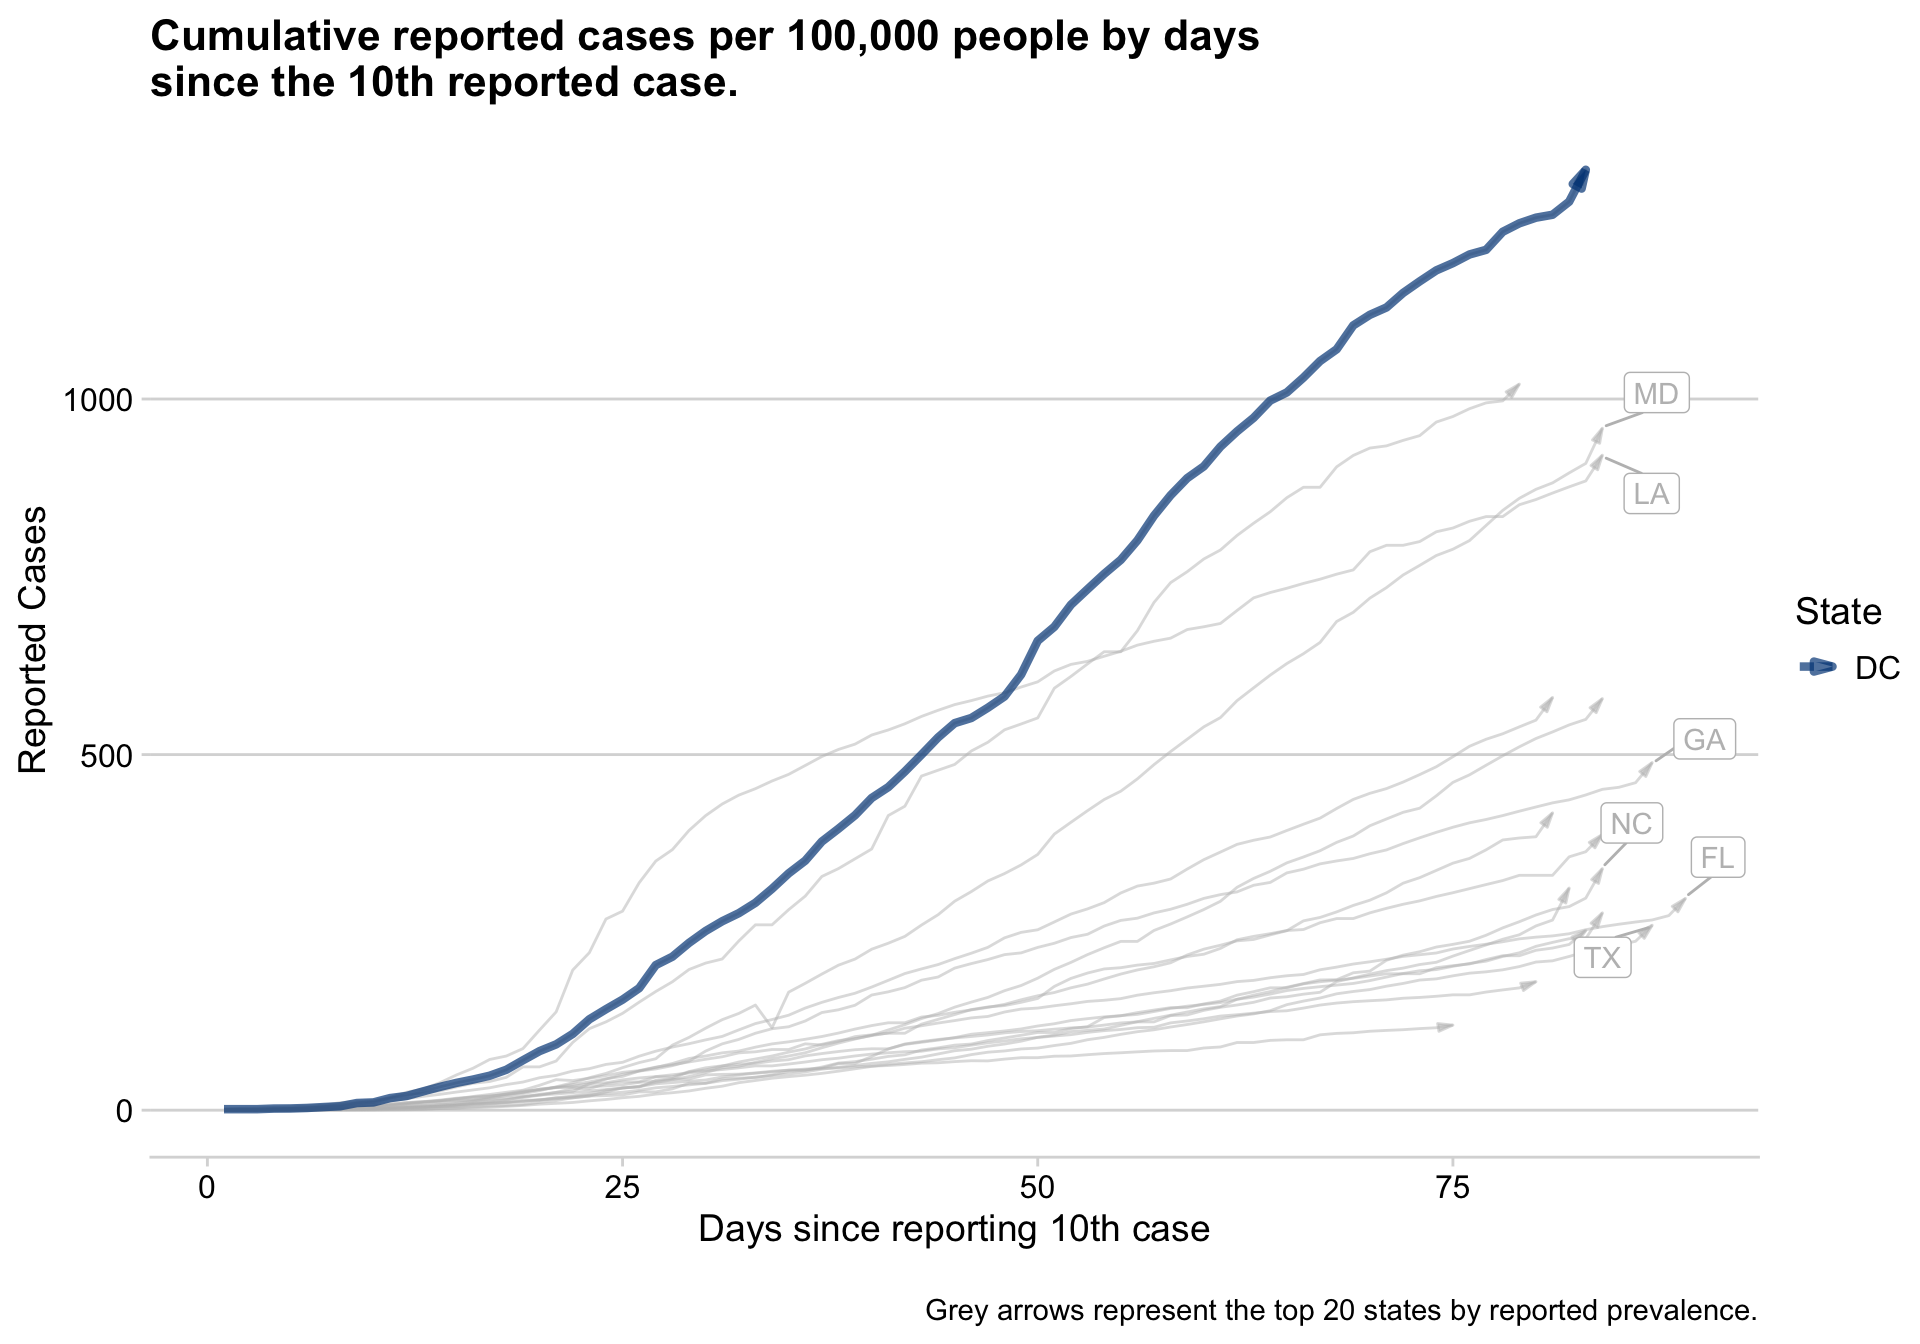 Cumulative reported cases per 100,000 people by days
since the 10th reported case.
Reported Cases
1000
500
0
MD
LA
GA
NC
FL
TX
State
DC
0
25
50
75
Days since reporting 10th case
Grey arrows represent the top 20 states by reported prevalence.